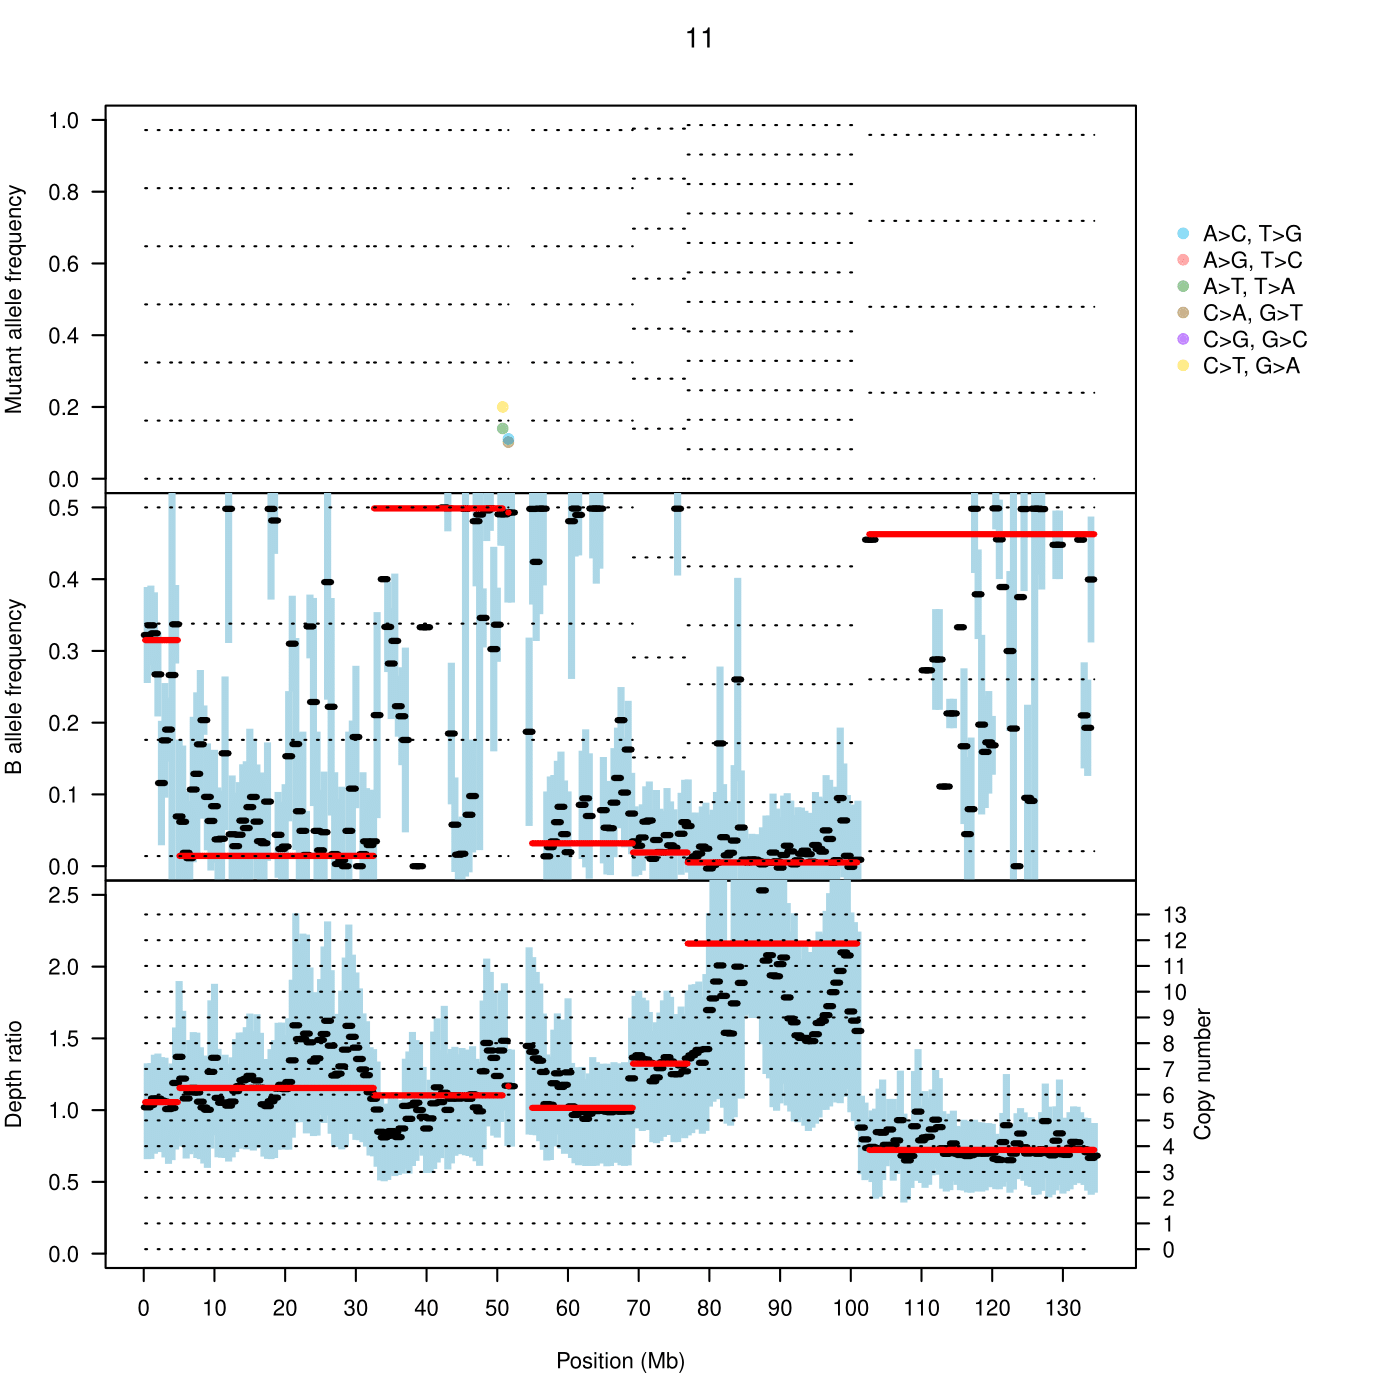 11
Mutant allele frequency
1.0
0.8
0.6
0.4
0.2
0.0
A>C, T>G
A>G, T>C
A>T, T>A
C>A, G>T
C>G, G>C
C>T, G>A
B allele frequency
0.5
0.4
0.3
0.2
0.1
0.0
Depth ratio
2.5
2.0
1.5
1.0
0.5
0.0
Copy number
13
12
11
10
9
8
7
6
5
4
3
2
1
0
0 10 20 30 40 50 60 70 80 90 100 110 120 130
Position (Mb)